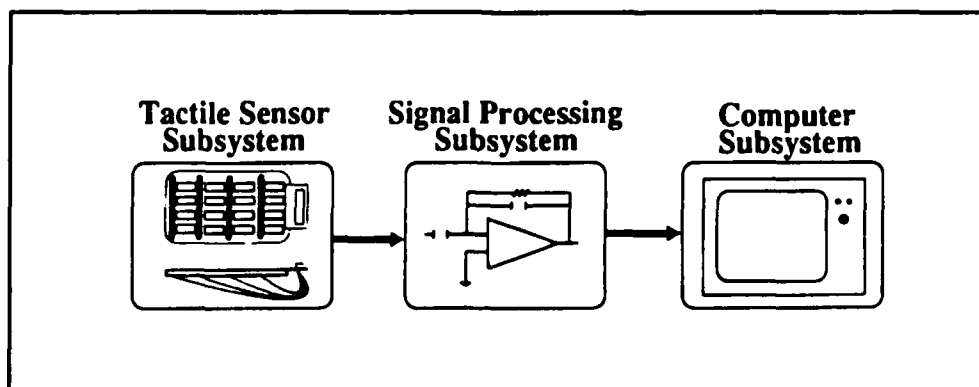 Tactile Sensor
Subsystem
Signal Processing
Subsystem
Computer
Subsystem